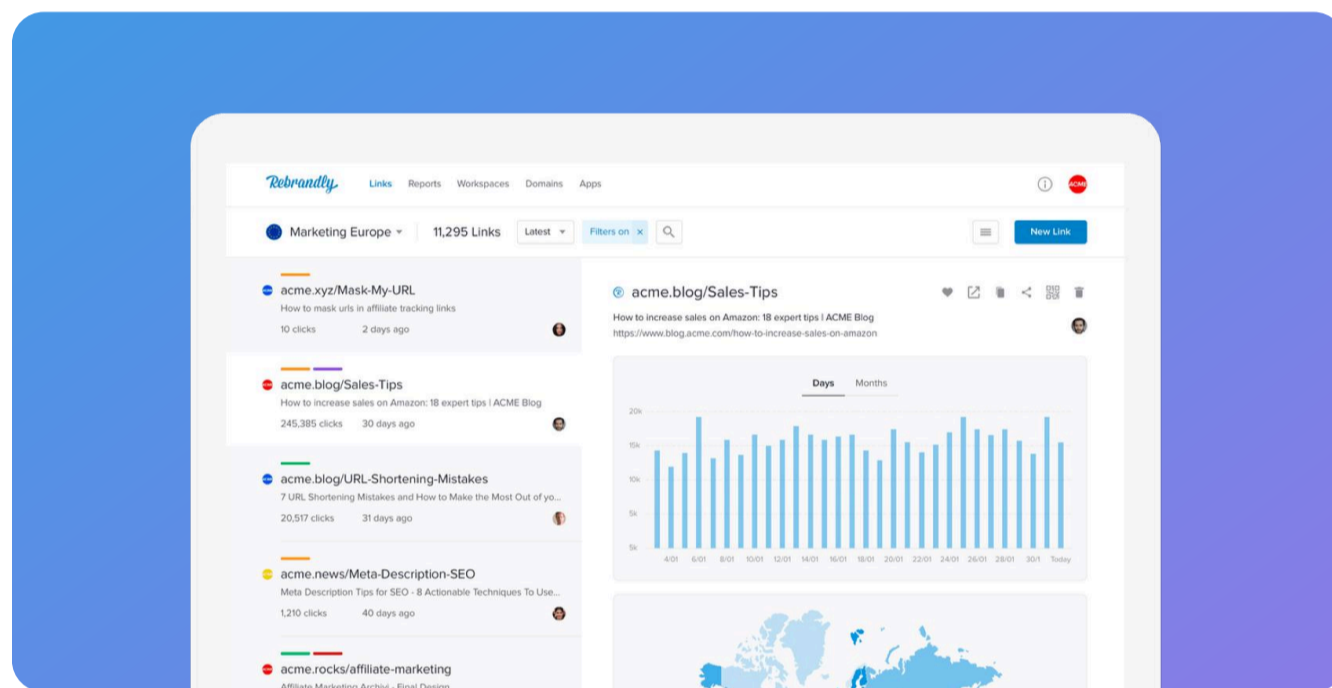 Rebrandly Links Reports Workspaces Domains Apps
ACME
Marketing Europe 11,295 Links Latest Filters on x New Link
acme.xyz/Mask-My-URL
How to mask urls in affiliate tracking links
10 clicks 2 days ago
acme.blog/Sales-Tips
How to increase sales on Amazon: 18 expert tips | ACME Blog
245,385 clicks 30 days ago
acme.blog/URL-Shortening-Mistakes
7 URL Shortening Mistakes and How to Make the Most Out of yo...
20,517 clicks 31 days ago
acme.news/Meta-Description-SEO
Meta Description Tips for SEO - 8 Actionable Techniques To Use...
1,210 clicks 40 days ago
acme.rocks/affiliate-marketing
Affiliate Marketing Archivi - Final Design
acme.blog/Sales-Tips
How to increase sales on Amazon: 18 expert tips | ACME Blog
https://www.blog.acme.com/how-to-increase-sales-on-amazon
Days Months
20k
15k
10k
5k
5k
4/01 6/01 8/01 10/01 12/01 14/01 16/01 18/01 20/01 22/01 24/01 26/01 28/01 30/1 Today